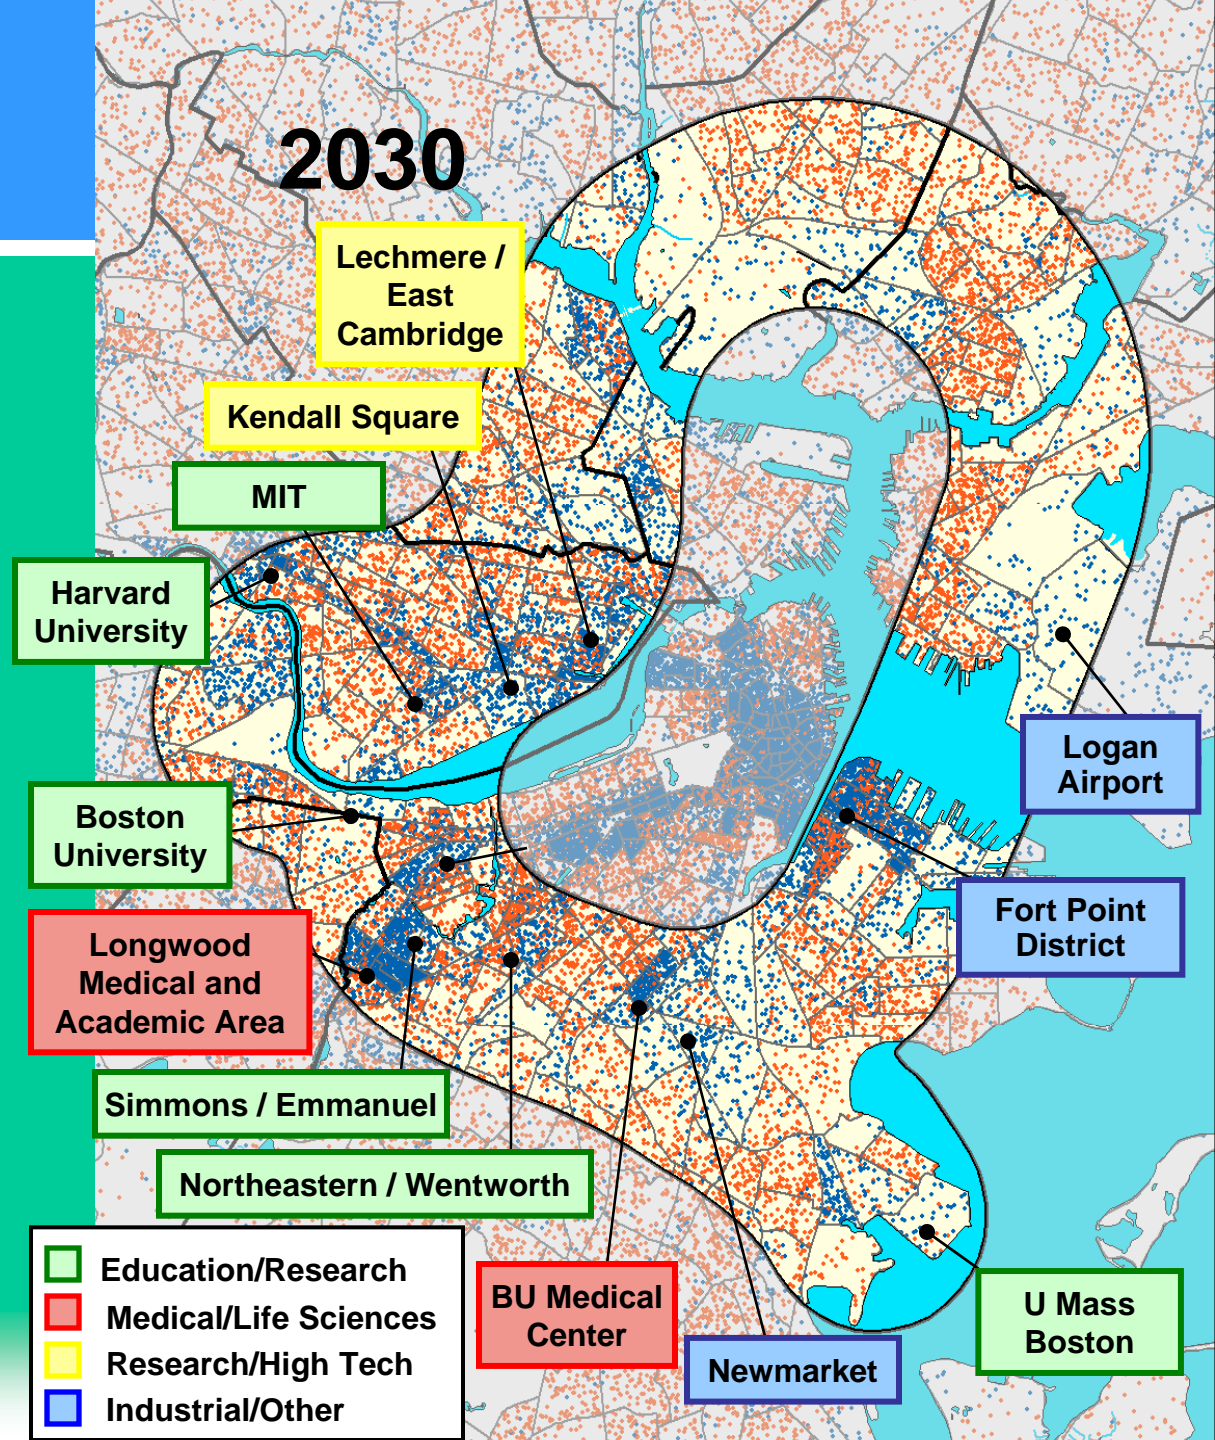 2030
Lechmere /
East
Cambridge
Kendall Square
MIT
Harvard
University
Logan
Airport
Boston
University
Fort Point
District
Longwood
Medical and
Academic Area
Simmons / Emmanuel
Northeastern / Wentworth
BU Medical
Center
U Mass
Boston
Newmarket
Education/Research
Medical/Life Sciences
Research/High Tech
Industrial/Other